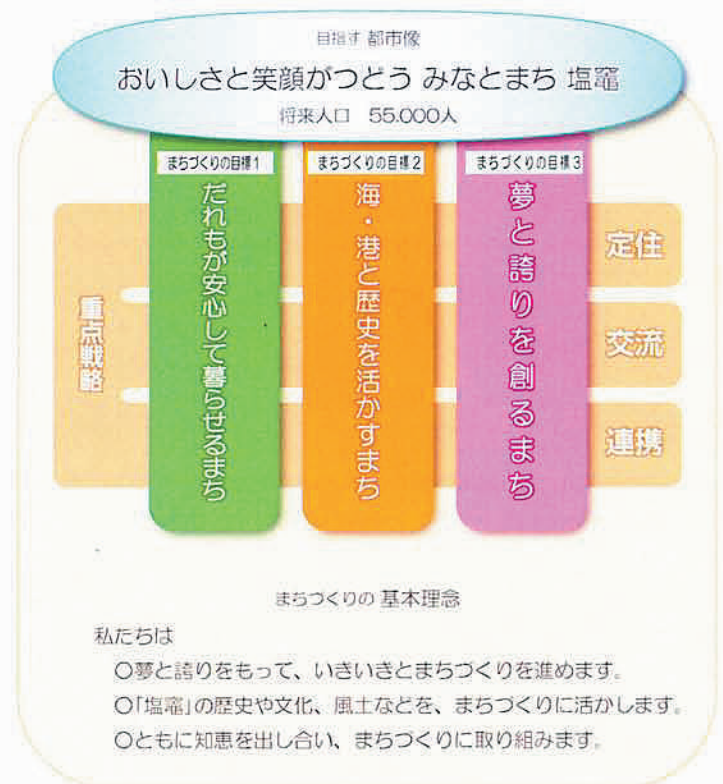 目指す 都市像
おいしさと笑顔がつどう みなとまち 塩竈
将来人口　55.000人
まちづくりの目標1
まちづくりの目標2
まちづくりの目標3
だれもが安心して暮らせるまち
海・港と歴史を活かすまち
夢と誇りを創るまち
重点戦略
定住
交流
連携
まちづくりの 基本理念
私たちは
○夢と誇りをもって、いきいきとまちづくりを進めます。
○「塩竈」の歴史や文化、風土などを、まちづくりに活かします。
○ともに知恵を出し合い、まちづくりに取り組みます。